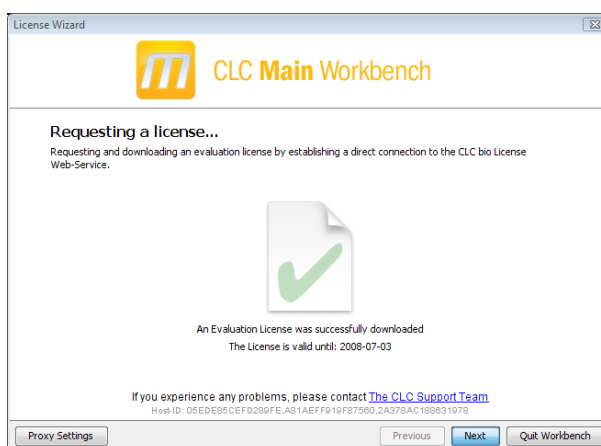 License Wizard
CLC Main Workbench
Requesting a license...
Requesting and downloading an evaluation license by establishing a direct connection to the CLC bio License
Web-Service.
An Evaluation License was successfully downloaded
The License is valid until: 2008-07-03
If you experience any problems, please contact The CLC Support Team
Host-ID: 05EDE85CEFD289FE,A81AEFF919F87560,2A378AC188631978
Proxy Settings Previous Next Quit Workbench